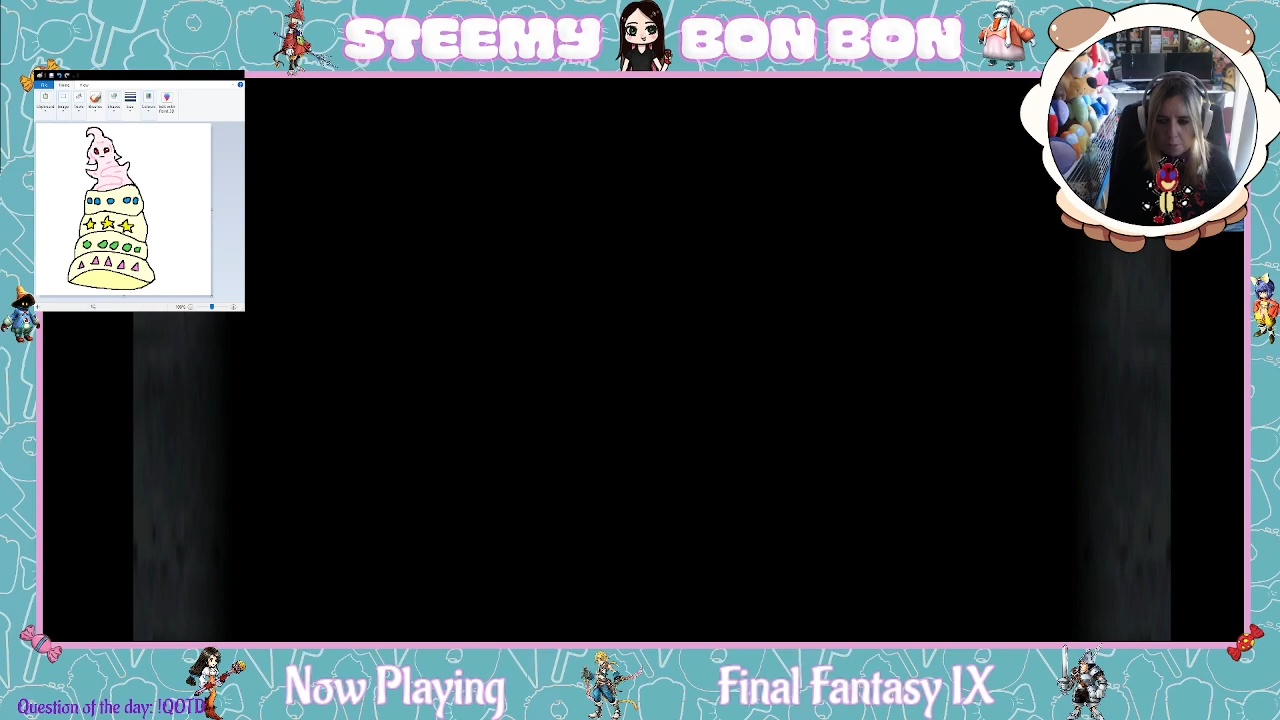 STEEMY BON BON
Now Playing
Final Fantasy IX
Question of the day: !QOTD